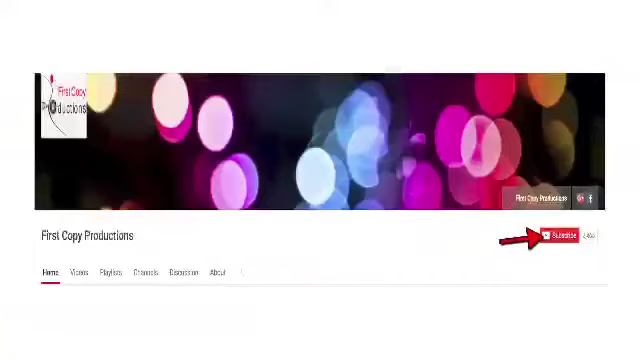 First Copy
Productions
First Copy Productions
First Copy Productions
Subscribe
Home Videos Playlists Channels Discussion About